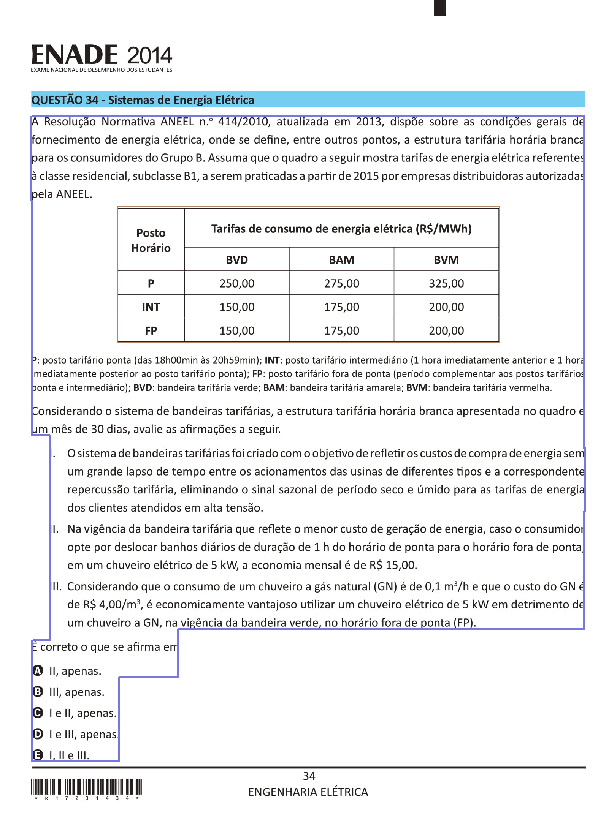 ENADE 2014
EXAME NACIONAL DE DESEMPENHO DOS ESTUDANTES
QUESTÃO 34 - Sistemas de Energia Elétrica
A Resolução Normativa ANEEL n.º 414/2010, atualizada em 2013, dispõe sobre as condições gerais de
fornecimento de energia elétrica, onde se define, entre outros pontos, a estrutura tarifária horária branca
para os consumidores do Grupo B. Assuma que o quadro a seguir mostra tarifas de energia elétrica referentes
à classe residencial, subclasse B1, a serem praticadas a partir de 2015 por empresas distribuidoras autorizadas
pela ANEEL.
Posto Horário Tarifas de consumo de energia elétrica (R$/MWh)
BVD BAM BVM
P 250,00 275,00 325,00
INT 150,00 175,00 200,00
FP 150,00 175,00 200,00
P: posto tarifário ponta (das 18h00min às 20h59min); INT: posto tarifário intermediário (1 hora imediatamente anterior e 1 hora
imediatamente posterior ao posto tarifário ponta); FP: posto tarifário fora de ponta (período complementar aos postos tarifários
ponta e intermediário); BVD: bandeira tarifária verde; BAM: bandeira tarifária amarela; BVM: bandeira tarifária vermelha.
Considerando o sistema de bandeiras tarifárias, a estrutura tarifária horária branca apresentada no quadro e
um mês de 30 dias, avalie as afirmações a seguir.
I. O sistema de bandeiras tarifárias foi criado com o objetivo de refletir os custos de compra de energia sem
um grande lapso de tempo entre os acionamentos das usinas de diferentes tipos e a correspondente
repercussão tarifária, eliminando o sinal sazonal de período seco e úmido para as tarifas de energia
dos clientes atendidos em alta tensão.
II. Na vigência da bandeira tarifária que reflete o menor custo de geração de energia, caso o consumidor
opte por deslocar banhos diários de duração de 1 h do horário de ponta para o horário fora de ponta,
em um chuveiro elétrico de 5 kW, a economia mensal é de R$ 15,00.
III. Considerando que o consumo de um chuveiro a gás natural (GN) é de 0,1 m³/h e que o custo do GN é
de R$ 4,00/m³, é economicamente vantajoso utilizar um chuveiro elétrico de 5 kW em detrimento de
um chuveiro a GN, na vigência da bandeira verde, no horário fora de ponta (FP).
É correto o que se afirma em
A II, apenas.
B III, apenas.
C I e II, apenas.
D I e III, apenas.
E I, II e III.
34
ENGENHARIA ELÉTRICA